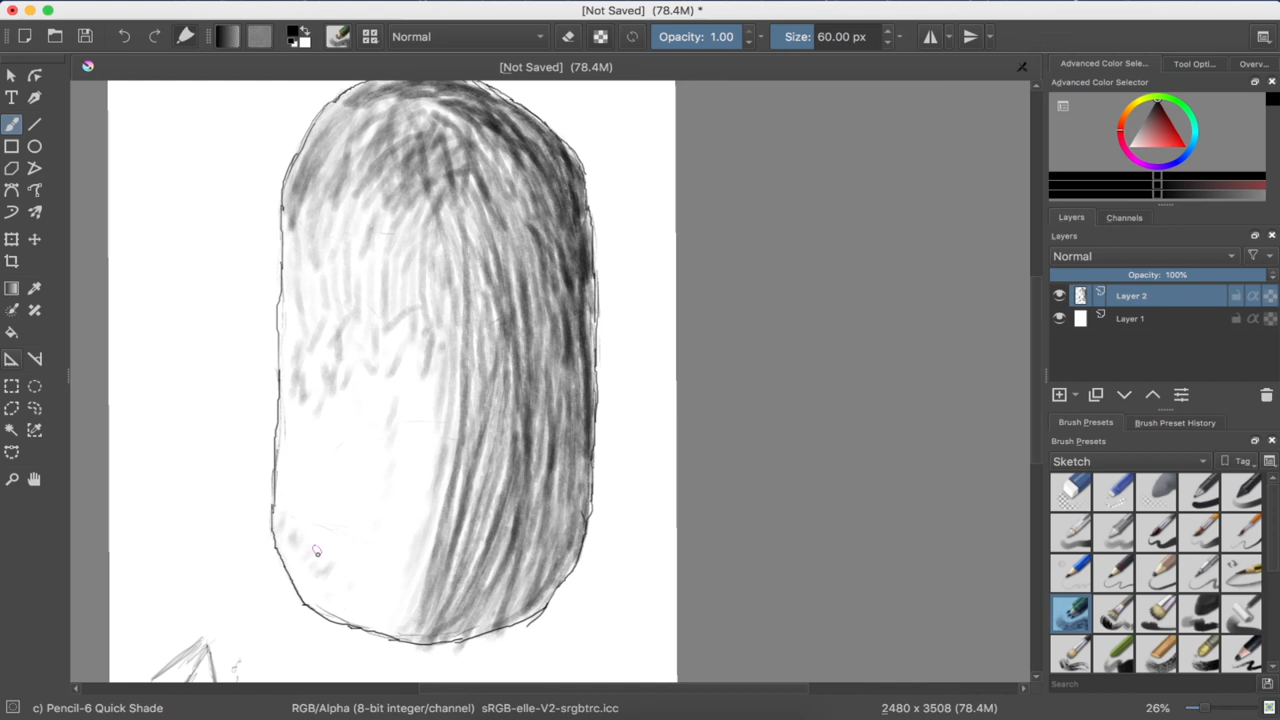 [Not Saved] (78.4M) *
Normal
Opacity: 1.00
Size: 60.00 px
[Not Saved] (78.4M)
Advanced Color Sele...
Tool Opti...
Overv...
Advanced Color Selector
Layers
Channels
Layers
Normal
Opacity: 100%
Layer 2
Layer 1
Brush Presets
Brush Preset History
Brush Presets
Sketch
Tag
Search
c) Pencil-6 Quick Shade
RGB/Alpha (8-bit integer/channel) sRGB-elle-V2-srgbtrc.icc
2480 x 3508 (78.4M)
26%